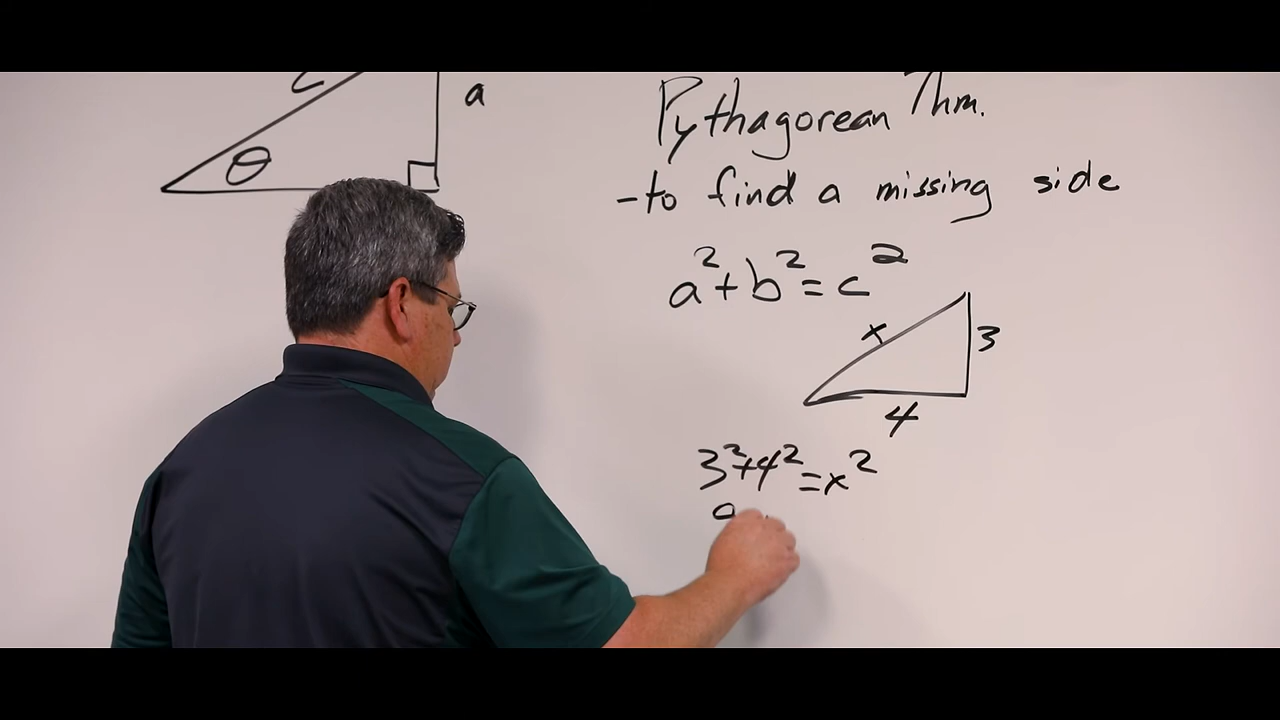 c
a
θ
Pythagorean Thm.
-to find a missing side
a²+b²=c²
x
3
4
3²+4²=x²